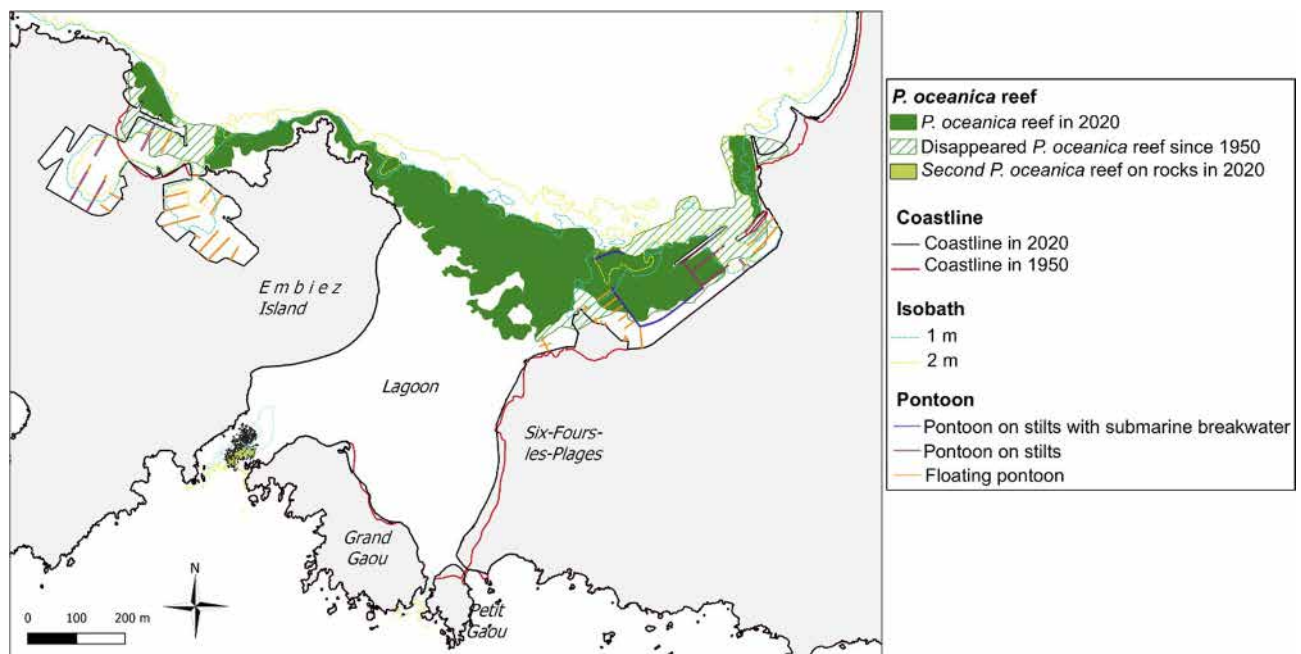 E m b i e z
Island
Lagoon
Six-Fours-
les-Plages
Grand
Gaou
Petit
Gaou
N
0 100 200 m
P. oceanica reef
P. oceanica reef in 2020
Disappeared P. oceanica reef since 1950
Second P. oceanica reef on rocks in 2020
Coastline
Coastline in 2020
Coastline in 1950
Isobath
1 m
2 m
Pontoon
Pontoon on stilts with submarine breakwater
Pontoon on stilts
Floating pontoon